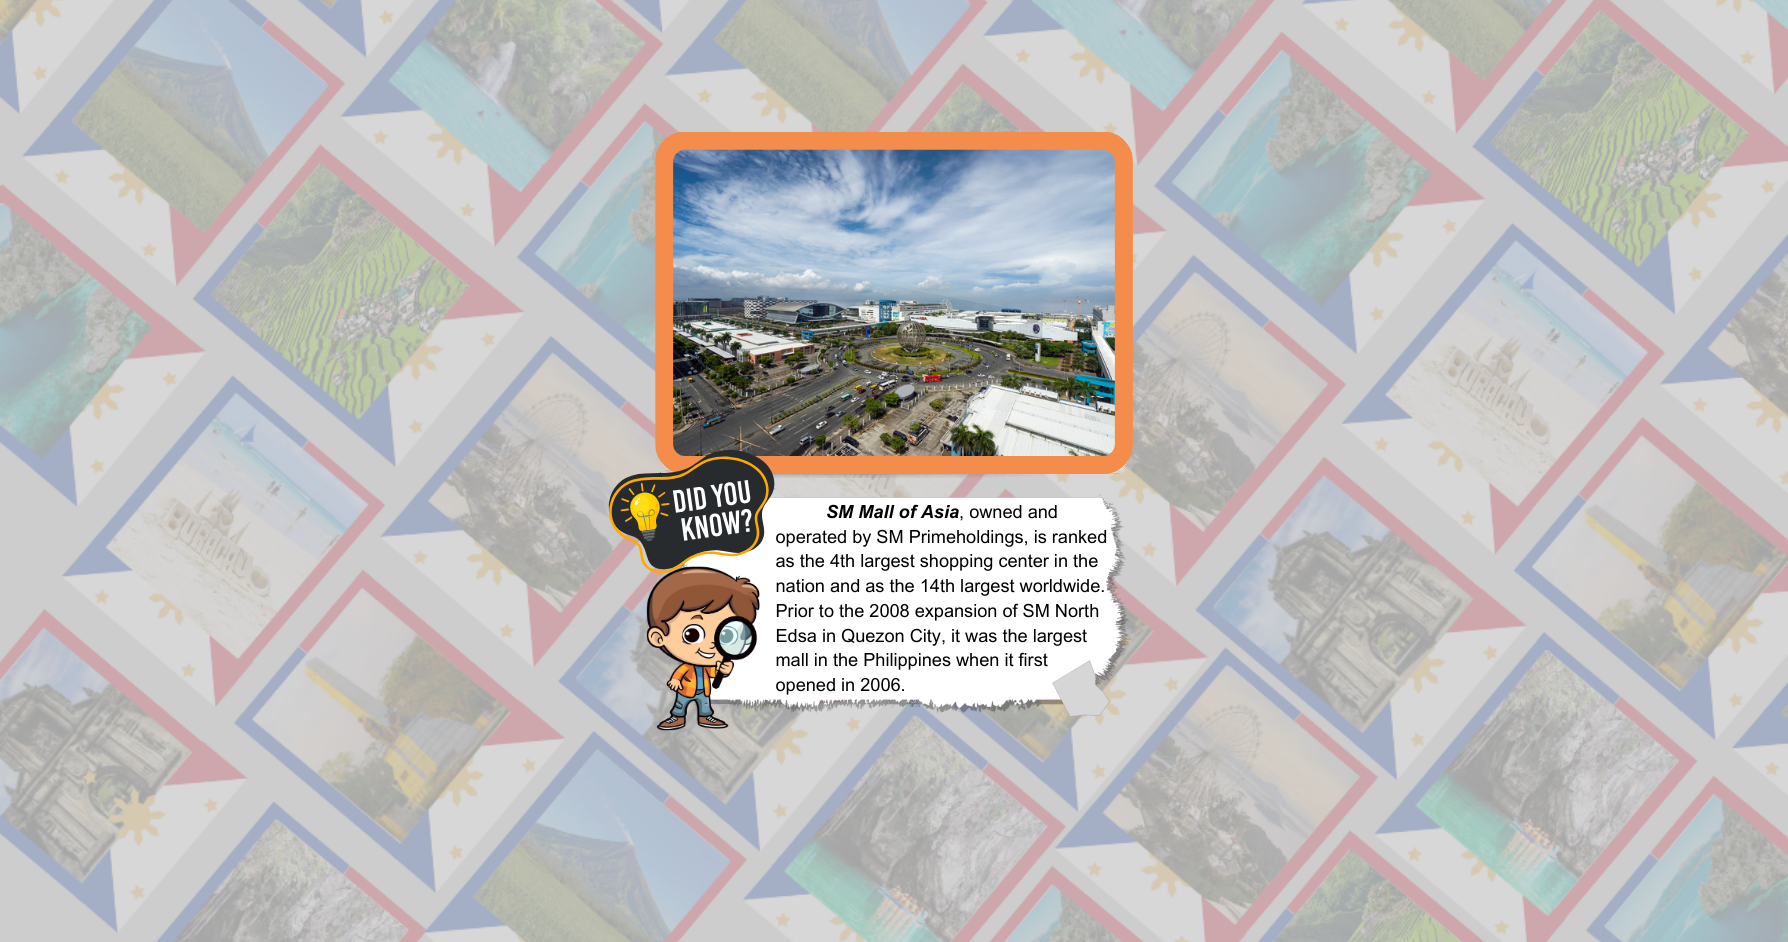 DID YOU
KNOW?
SM Mall of Asia, owned and
operated by SM Primeholdings, is ranked
as the 4th largest shopping center in the
nation and as the 14th largest worldwide.
Prior to the 2008 expansion of SM North
Edsa in Quezon City, it was the largest
mall in the Philippines when it first
opened in 2006.
BORACAY
BORACAY